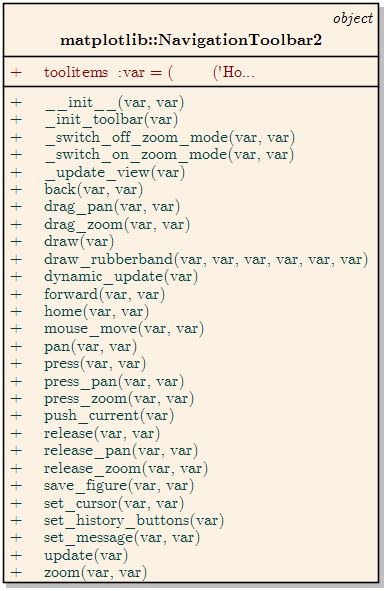 object
matplotlib::NavigationToolbar2
+ toolitems :var = ( ('Ho...
+ __init__(var, var)
+ _init_toolbar(var)
+ _switch_off_zoom_mode(var, var)
+ _switch_on_zoom_mode(var, var)
+ _update_view(var)
+ back(var, var)
+ drag_pan(var, var)
+ drag_zoom(var, var)
+ draw(var)
+ draw_rubberband(var, var, var, var, var, var)
+ dynamic_update(var)
+ forward(var, var)
+ home(var, var)
+ mouse_move(var, var)
+ pan(var, var)
+ press(var, var)
+ press_pan(var, var)
+ press_zoom(var, var)
+ push_current(var)
+ release(var, var)
+ release_pan(var, var)
+ release_zoom(var, var)
+ save_figure(var, var)
+ set_cursor(var, var)
+ set_history_buttons(var)
+ set_message(var, var)
+ update(var)
+ zoom(var, var)